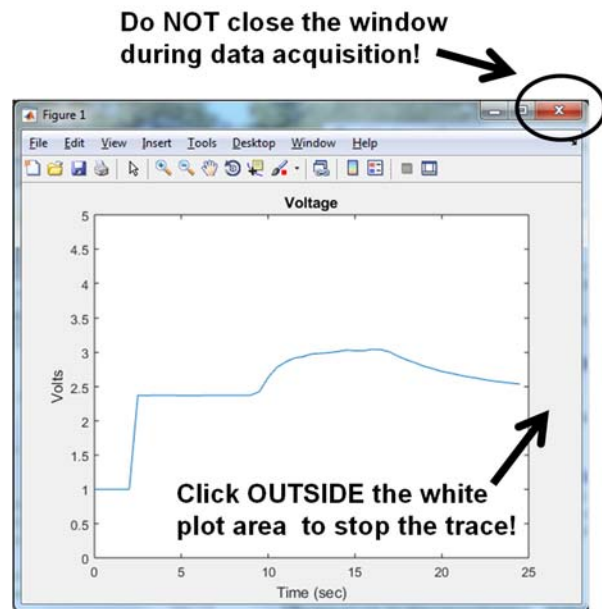 Do NOT close the window
during data acquisition!
Figure 1
File Edit View Insert Tools Desktop Window Help
Voltage
5
4.5
4
3.5
3
2.5
2
1.5
1
0.5
0
Volts
Click OUTSIDE the white
plot area to stop the trace!
0 5 10 15 20 25
Time (sec)